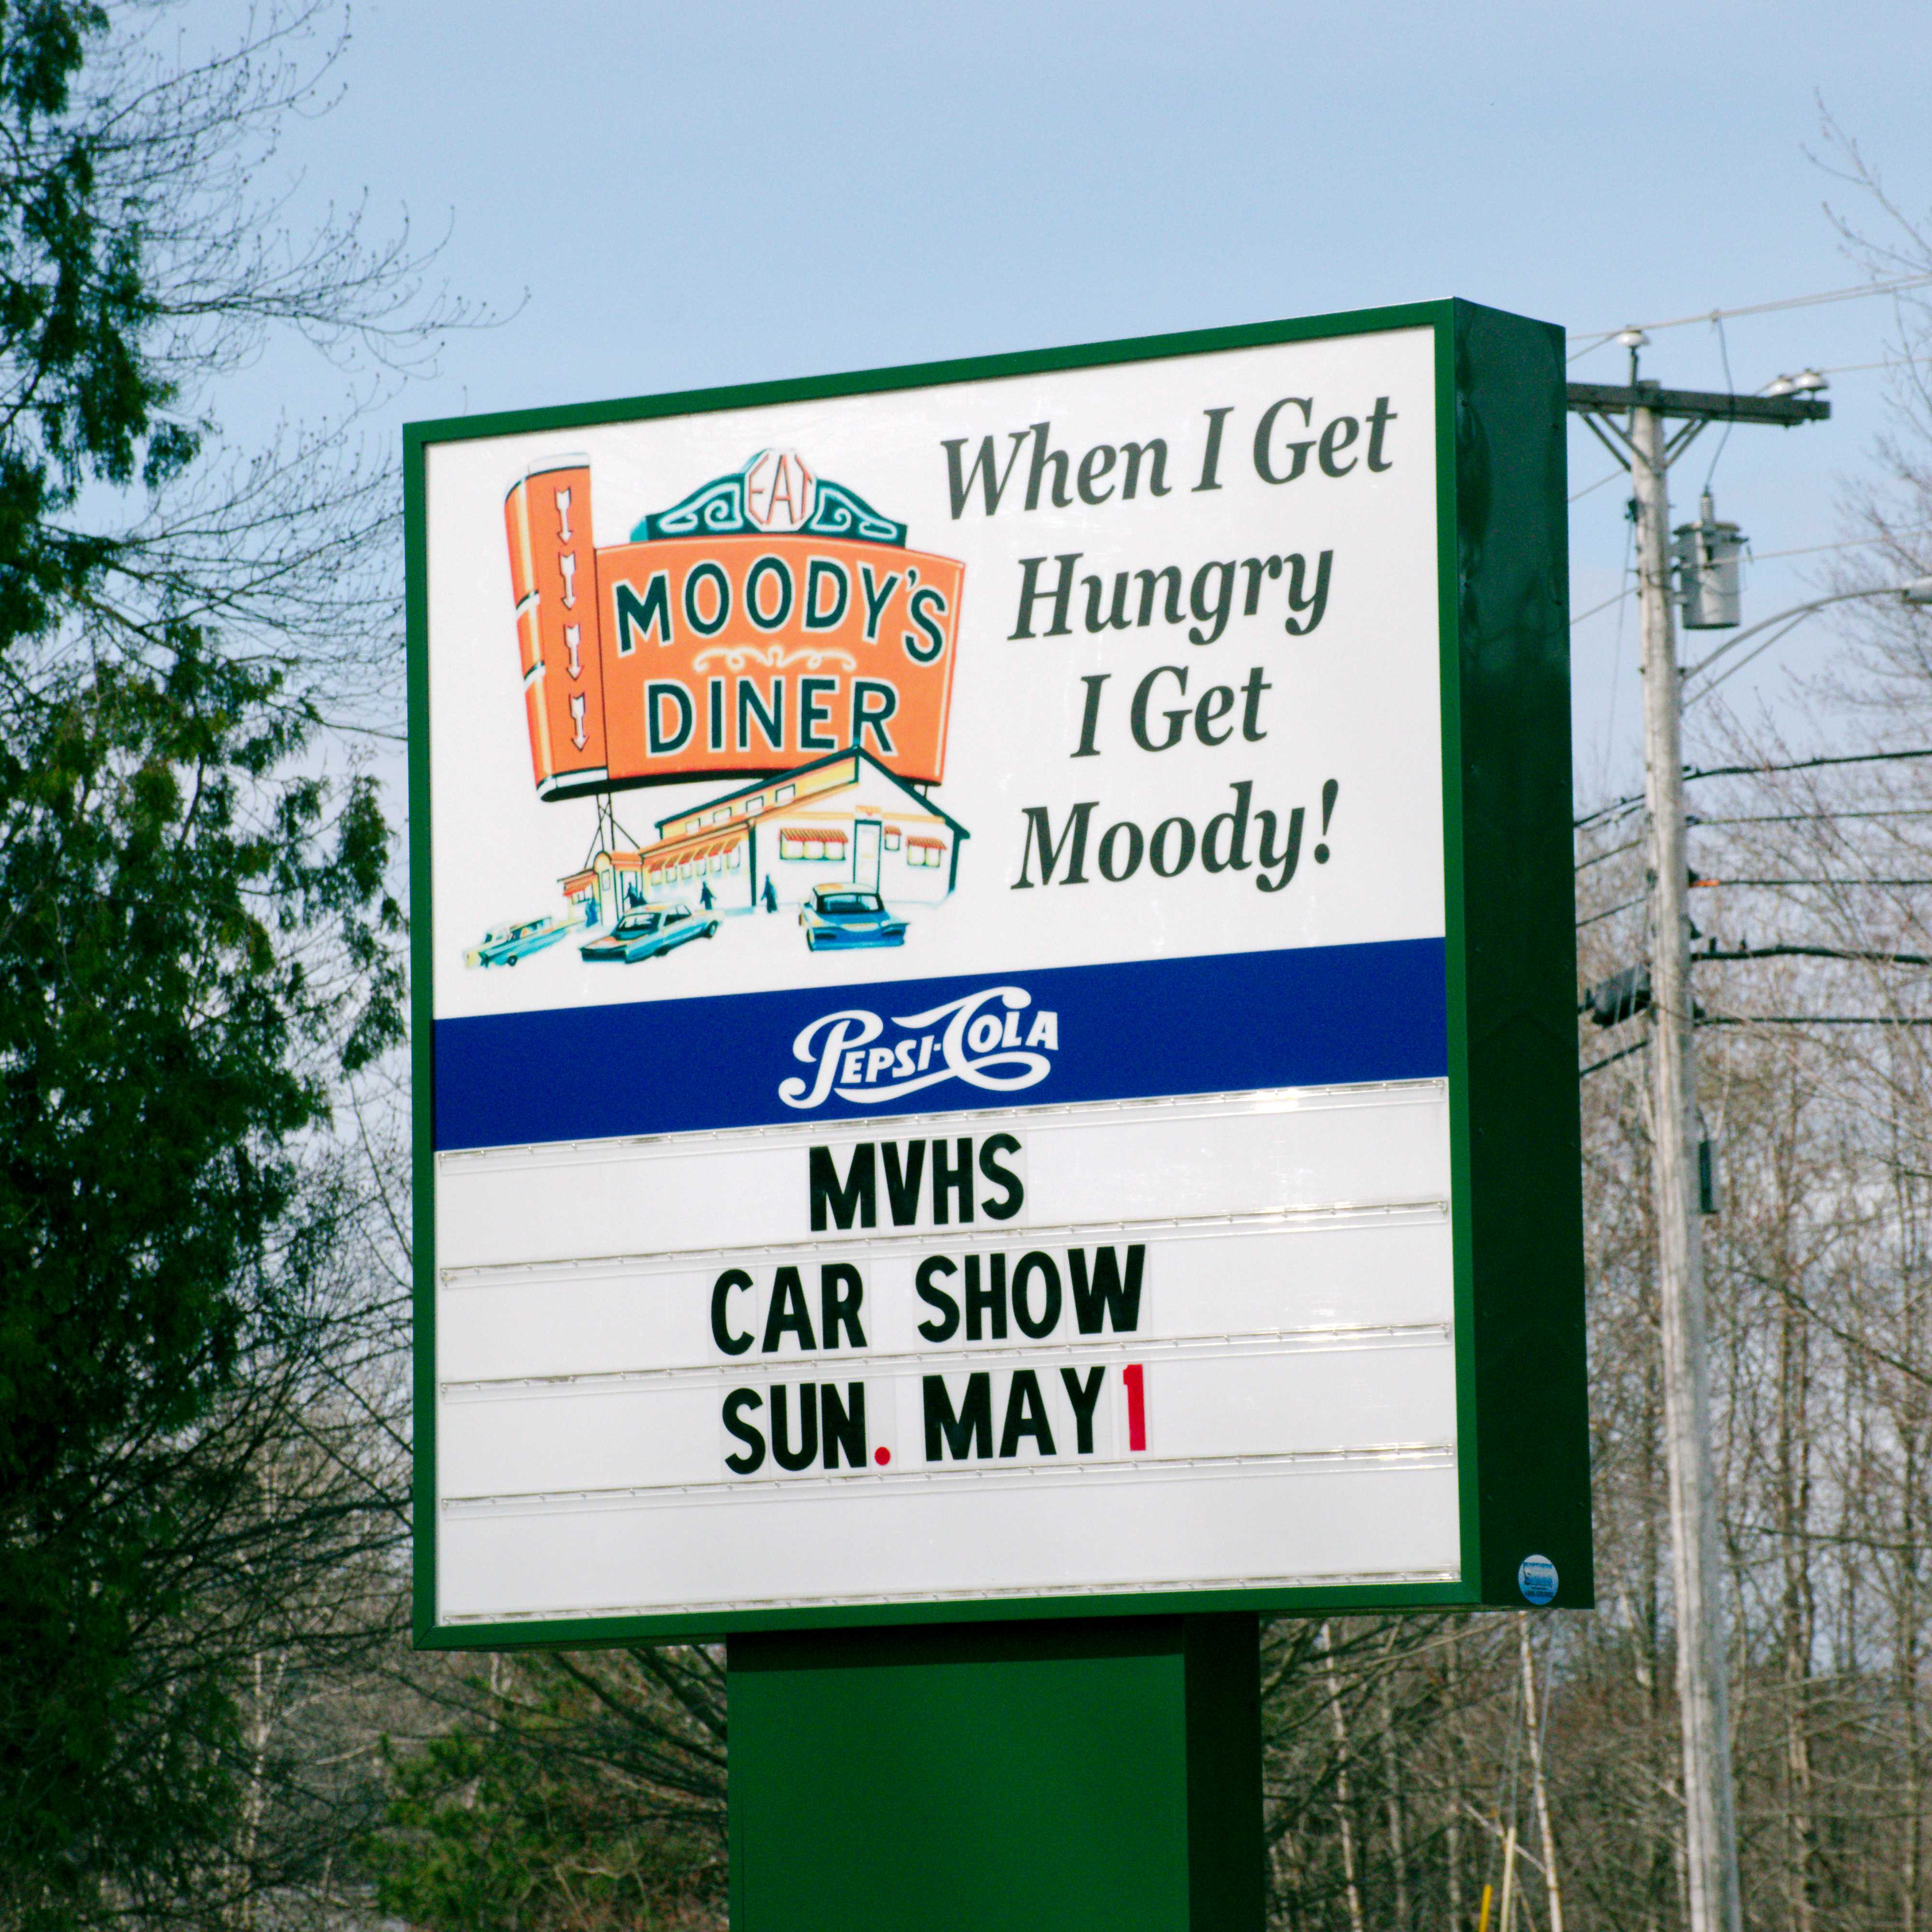 EAT
MOODY'S
DINER
When I Get
Hungry
I Get
Moody!
PEPSI-COLA
MVHS
CAR SHOW
SUN. MAY 1